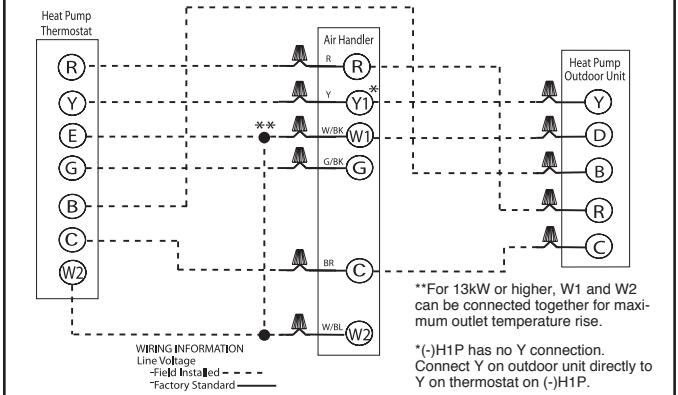 Heat Pump
Thermostat
R
Y
E
G
B
C
W2
**
Air Handler
R
R
Y
Y1
*
W/BK
W1
G/BK
G
BR
C
W/BL
W2
Heat Pump
Outdoor Unit
Y
D
B
R
C
WIRING INFORMATION
Line Voltage
-Field Installed
-Factory Standard
**For 13kW or higher, W1 and W2
can be connected together for maxi-
mum outlet temperature rise.
*(-)H1P has no Y connection.
Connect Y on outdoor unit directly to
Y on thermostat on (-)H1P.